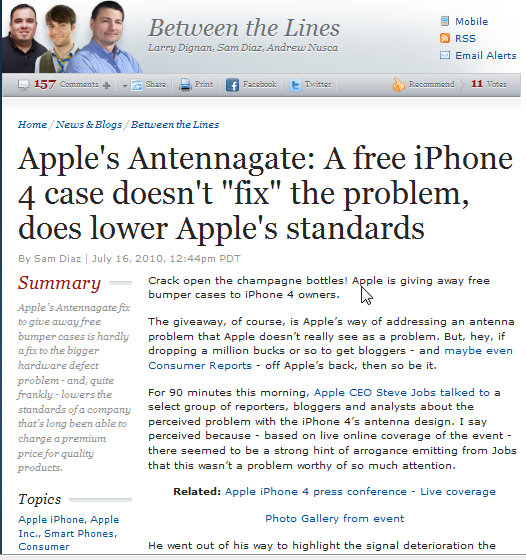 Between the Lines
Larry Dignan, Sam Diaz, Andrew Nusca
Mobile
RSS
Email Alerts
157 Comments
Share
Print
Facebook
Twitter
Recommend
11 Votes
Home / News & Blogs / Between the Lines
Apple's Antennagate: A free iPhone
4 case doesn't "fix" the problem,
does lower Apple's standards
By Sam Diaz | July 16, 2010, 12:44pm PDT
Summary
Apple's Antennagate fix
to give away free
bumper cases is hardly
a fix to the bigger
hardware defect
problem - and, quite
frankly - lowers the
standards of a company
that's long been able to
charge a premium
price for quality
products.
Topics
Apple iPhone, Apple
Inc., Smart Phones,
Consumer
Crack open the champagne bottles! Apple is giving away free
bumper cases to iPhone 4 owners.
The giveaway, of course, is Apple's way of addressing an antenna
problem that Apple doesn't really see as a problem. But, hey, if
dropping a million bucks or so to get bloggers - and maybe even
Consumer Reports - off Apple's back, then so be it.
For 90 minutes this morning, Apple CEO Steve Jobs talked to a
select group of reporters, bloggers and analysts about the
perceived problem with the iPhone 4's antenna design. I say
perceived because - based on live online coverage of the event -
there seemed to be a strong hint of arrogance emitting from Jobs
that this wasn't a problem worthy of so much attention.
Related: Apple iPhone 4 press conference - Live coverage
Photo Gallery from event
He went out of his way to highlight the signal deterioration the